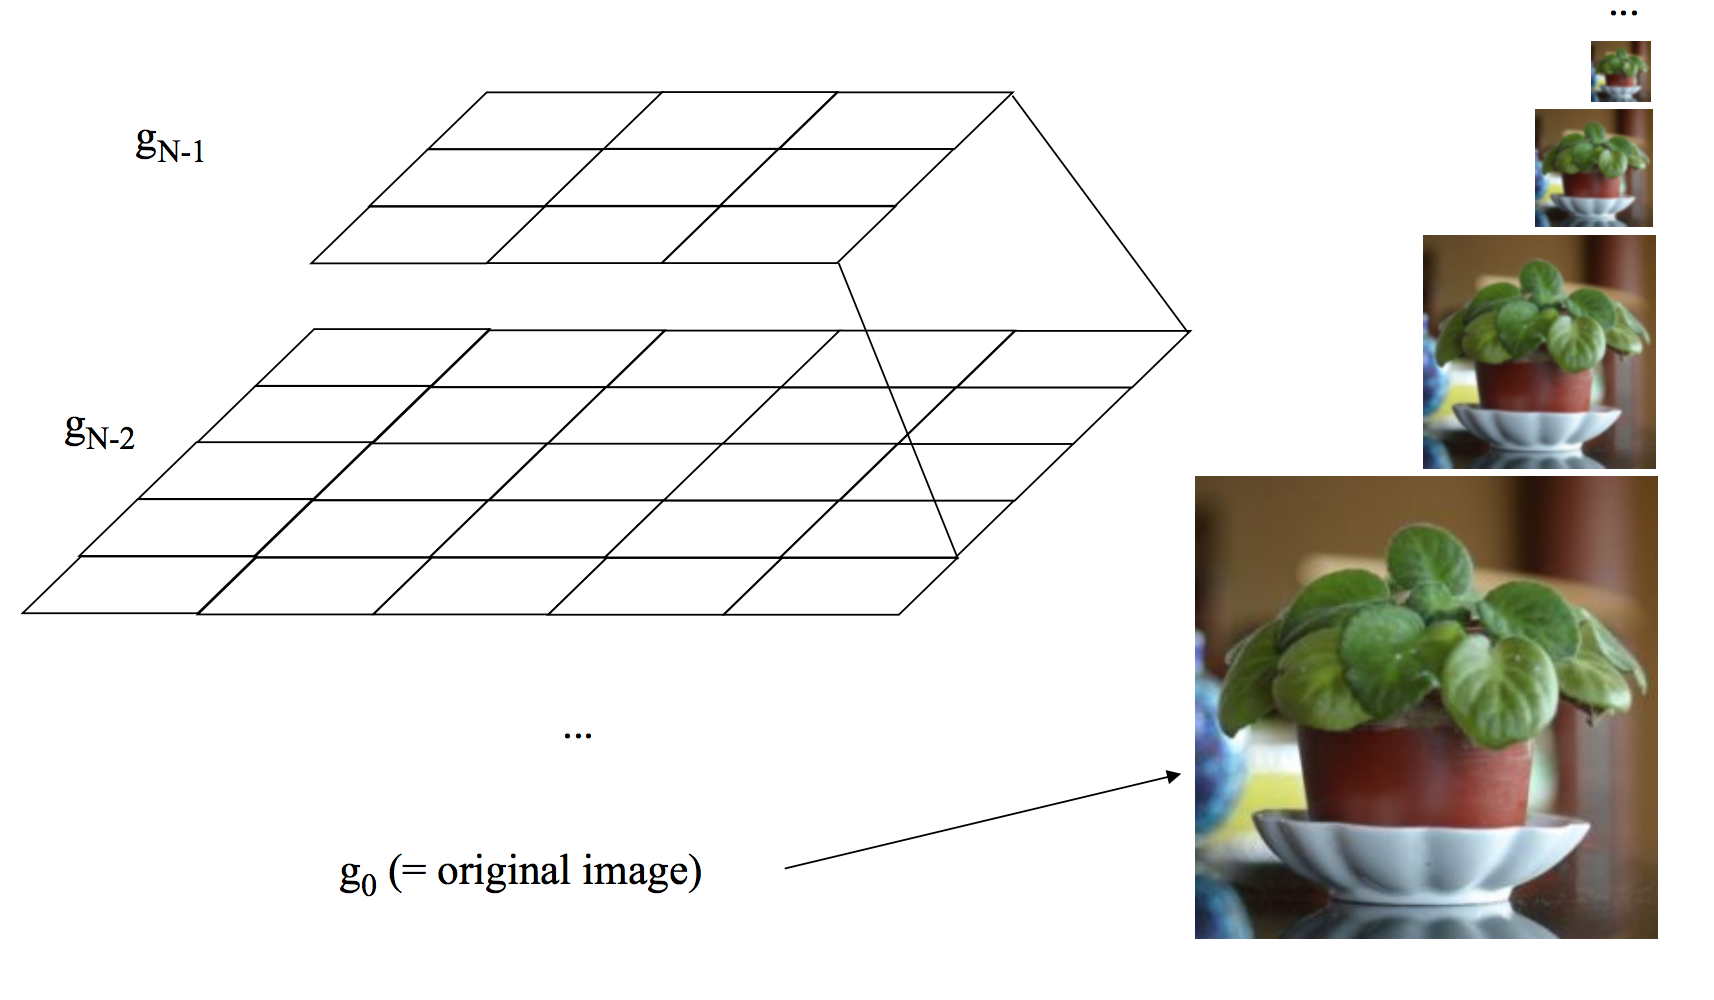 ...
gN-1
gN-2
...
g0 (= original image)